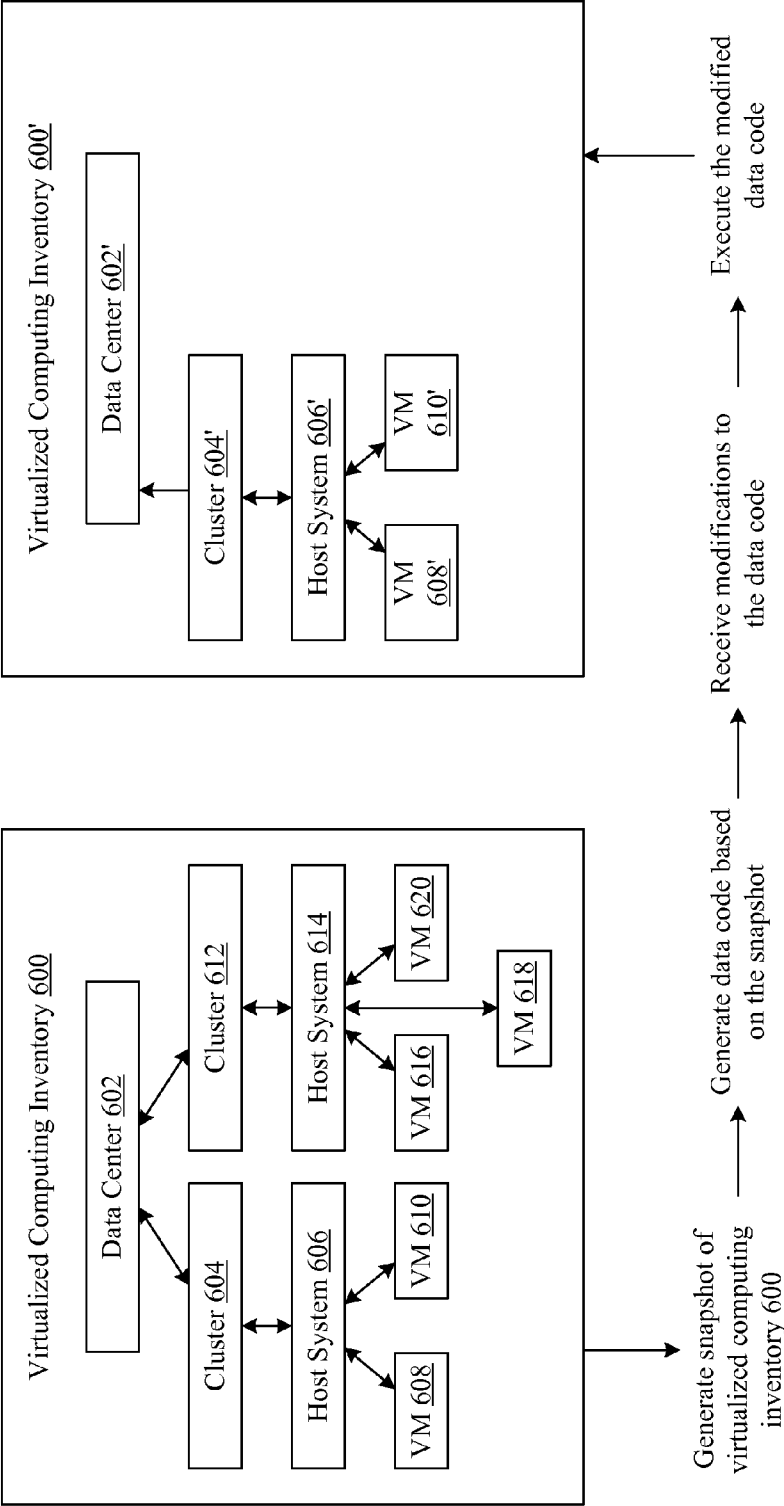 Virtualized Computing Inventory 600
Data Center 602
Cluster 604
Cluster 612
Host System 606
Host System 614
VM 608
VM 610
VM 616
VM 620
VM 618
Virtualized Computing Inventory 600'
Data Center 602'
Cluster 604'
Host System 606'
VM
608'
VM
610'
Generate snapshot of
virtualized computing
inventory 600
Generate data code based
on the snapshot
Receive modifications to
the data code
Execute the modified
data code